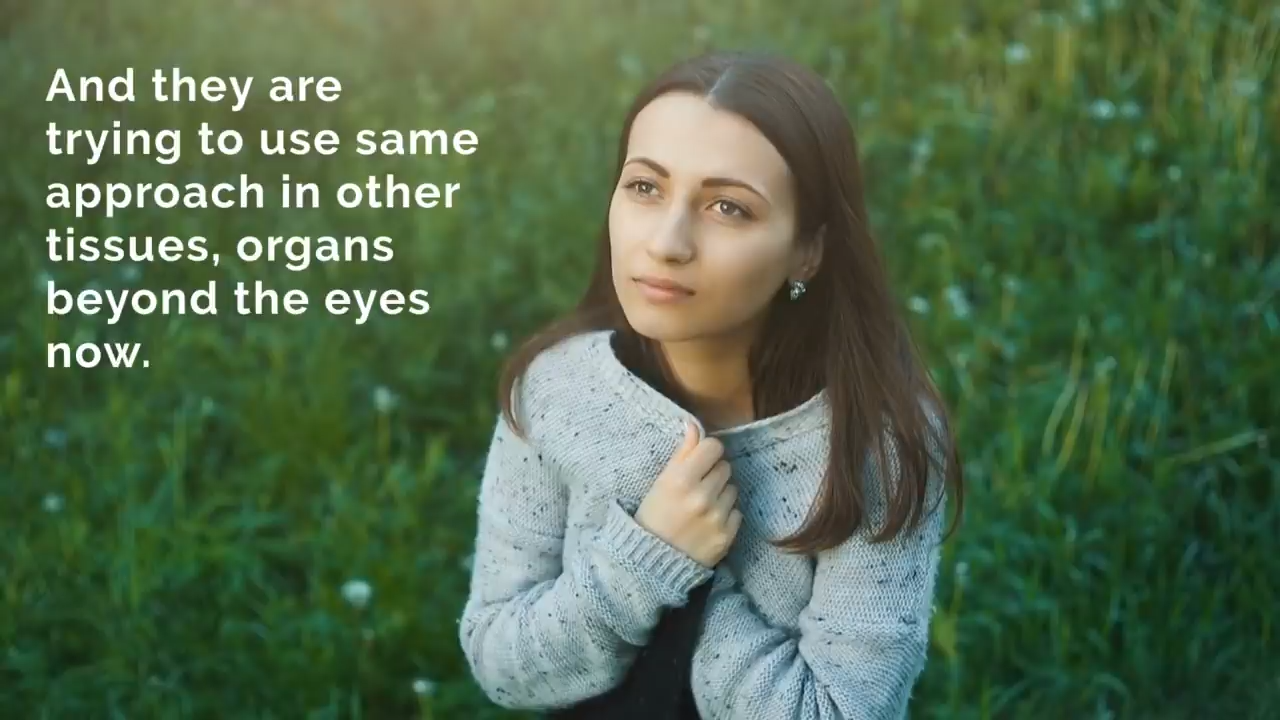 And they are
trying to use same
approach in other
tissues, organs
beyond the eyes
now.